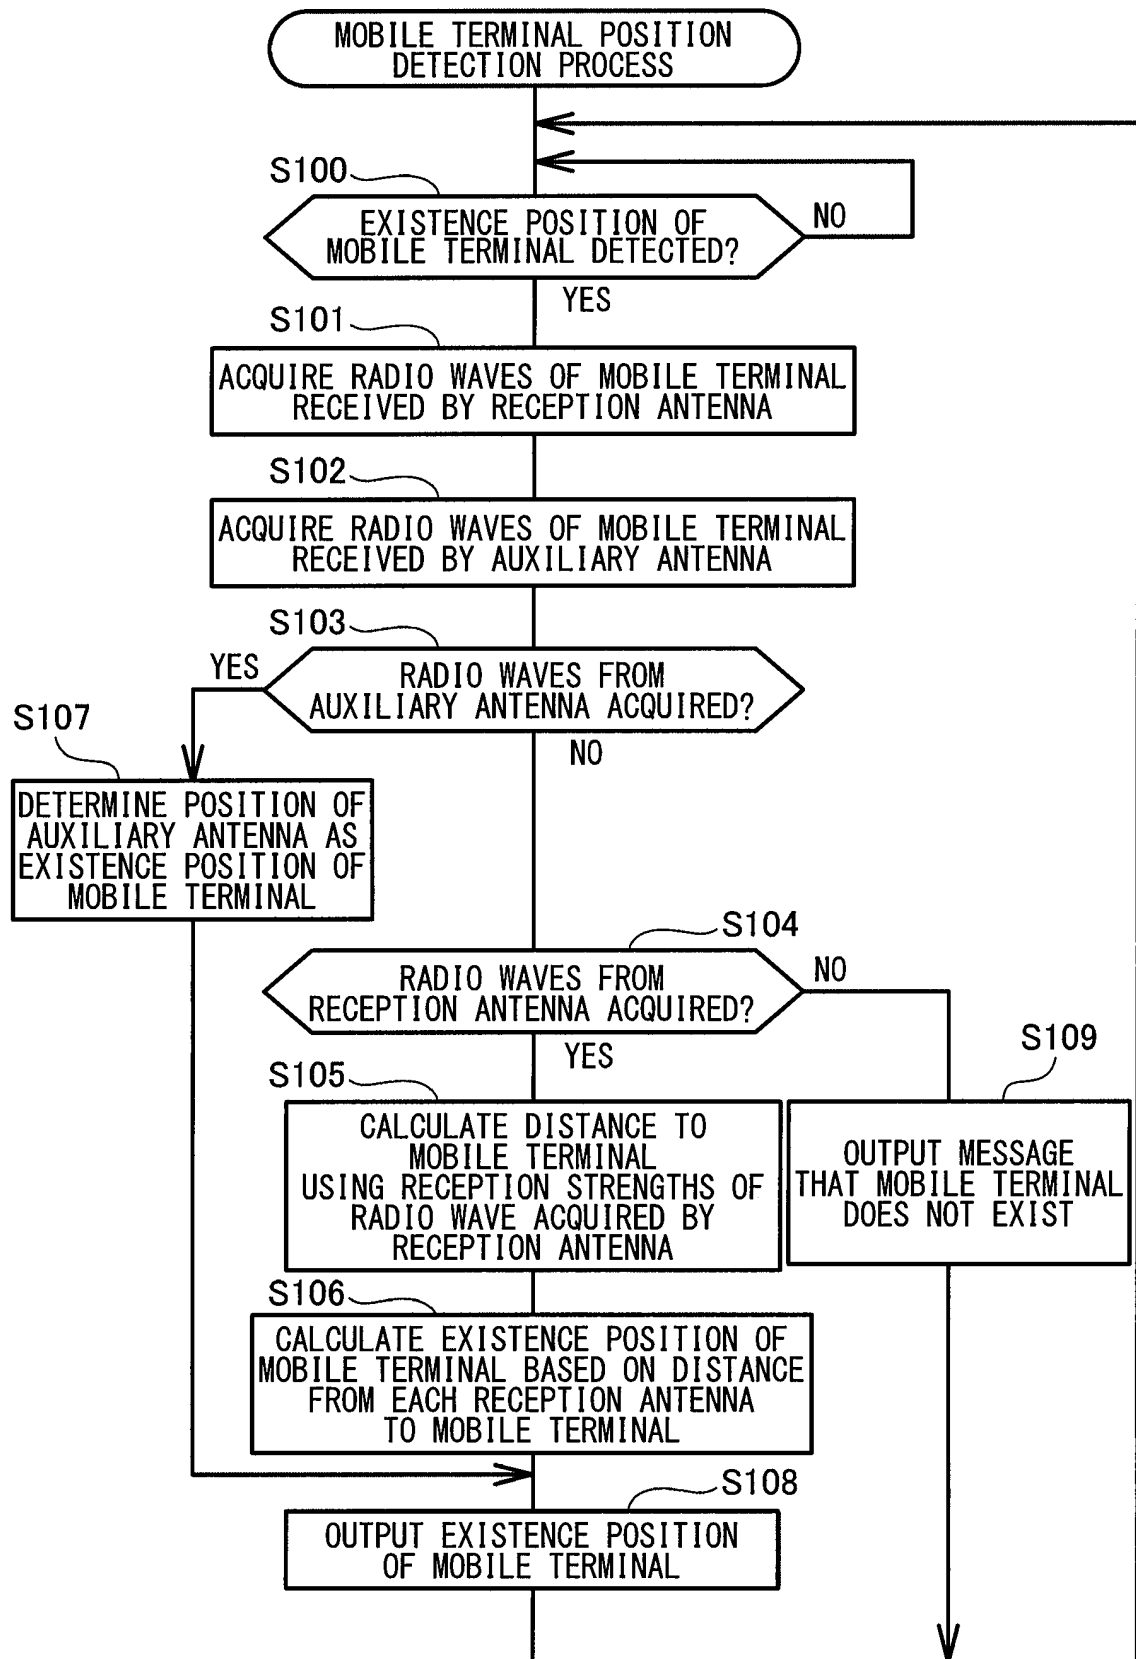 MOBILE TERMINAL POSITION
DETECTION PROCESS
S100
EXISTENCE POSITION OF
MOBILE TERMINAL DETECTED?
NO
YES
S101
ACQUIRE RADIO WAVES OF MOBILE TERMINAL
RECEIVED BY RECEPTION ANTENNA
S102
ACQUIRE RADIO WAVES OF MOBILE TERMINAL
RECEIVED BY AUXILIARY ANTENNA
S103
YES
RADIO WAVES FROM
AUXILIARY ANTENNA ACQUIRED?
NO
S107
DETERMINE POSITION OF
AUXILIARY ANTENNA AS
EXISTENCE POSITION OF
MOBILE TERMINAL
S104
RADIO WAVES FROM
RECEPTION ANTENNA ACQUIRED?
NO
YES
S105
CALCULATE DISTANCE TO
MOBILE TERMINAL
USING RECEPTION STRENGTHS OF
RADIO WAVE ACQUIRED BY
RECEPTION ANTENNA
S109
OUTPUT MESSAGE
THAT MOBILE TERMINAL
DOES NOT EXIST
S106
CALCULATE EXISTENCE POSITION OF
MOBILE TERMINAL BASED ON DISTANCE
FROM EACH RECEPTION ANTENNA
TO MOBILE TERMINAL
S108
OUTPUT EXISTENCE POSITION
OF MOBILE TERMINAL